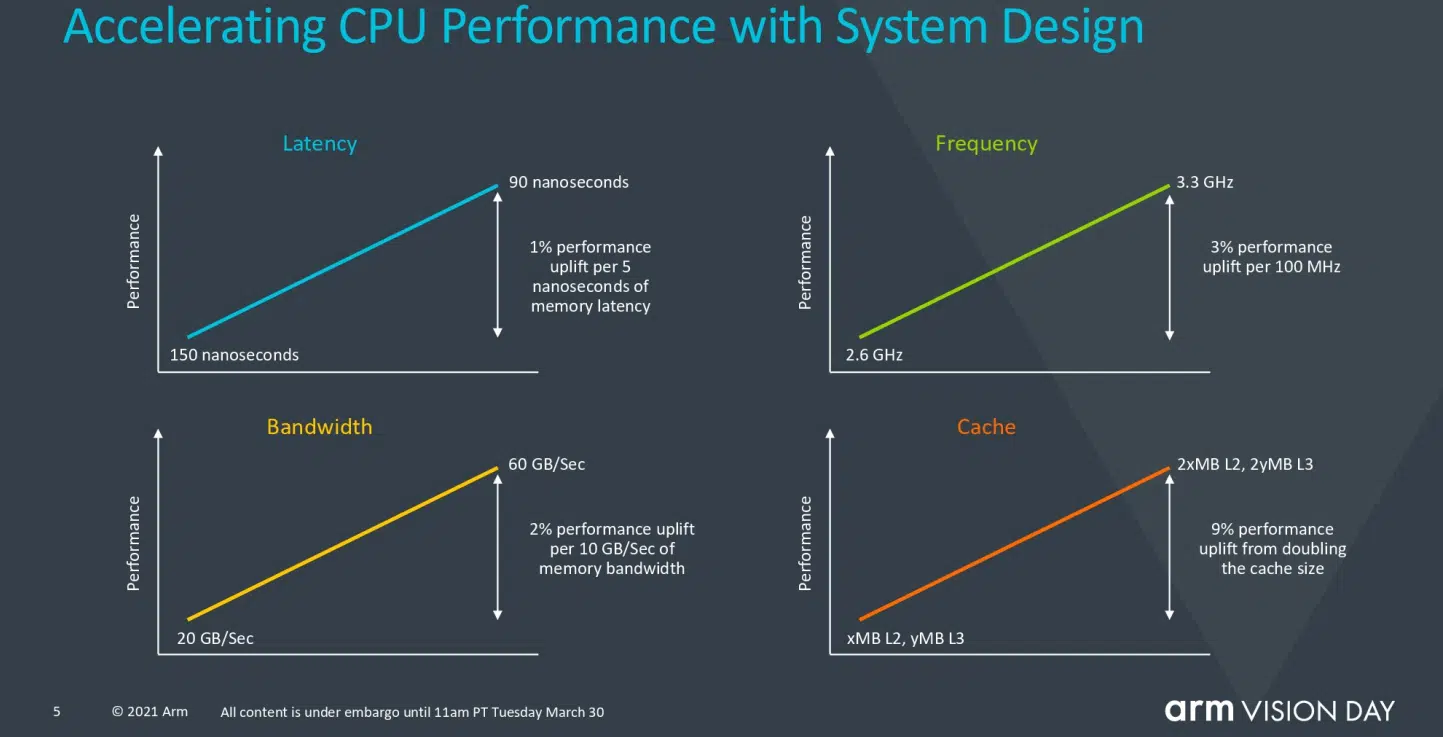 Accelerating CPU Performance with System Design
Latency
Performance
90 nanoseconds
1% performance
uplift per 5
nanoseconds of
memory latency
150 nanoseconds
Frequency
Performance
3.3 GHz
3% performance
uplift per 100 MHz
2.6 GHz
Bandwidth
Performance
60 GB/Sec
2% performance uplift
per 10 GB/Sec of
memory bandwidth
20 GB/Sec
Cache
Performance
2xMB L2, 2yMB L3
9% performance
uplift from doubling
the cache size
xMB L2, yMB L3
5
© 2021 Arm
All content is under embargo until 11am PT Tuesday March 30
arm VISION DAY